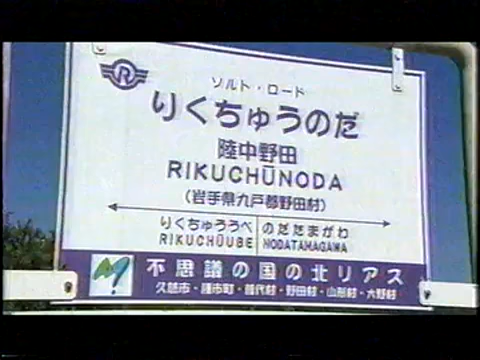 R
ソルト・ロード
りくちゅうのだ
陸中野田
RIKUCHŪNODA
(岩手県九戸郡野田村)
りくちゅううべ のだたまがわ
RIKUCHŪUBE NODATAMAGAWA
不思議の国の北リアス
久慈市・種市町・普代村・野田村・山形村・大野村